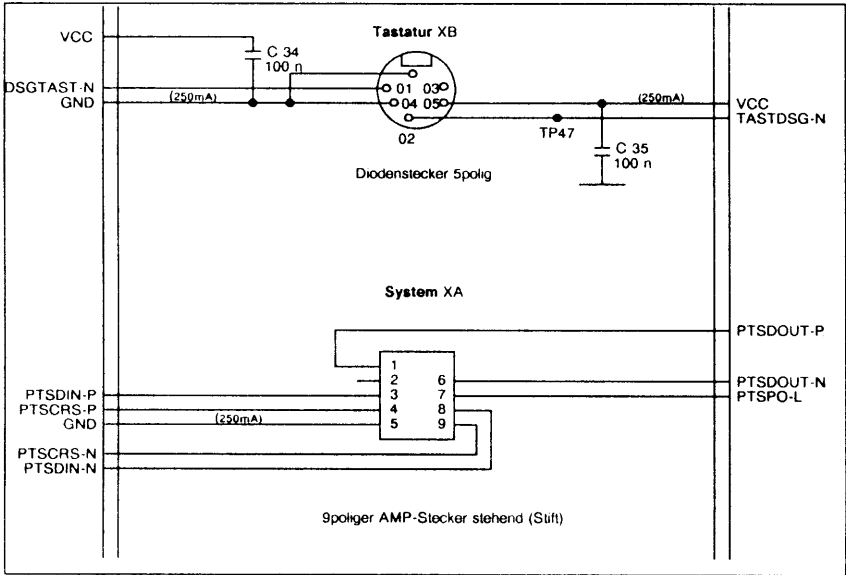 Tastatur XB
VCC
C 34
100 n
DSGTAST-N
01 03
(250mA)
GND
04 05
(250mA)
VCC
TASTDSG-N
02
TP47
C 35
100 n
Diodenstecker 5polig
System XA
PTSDOUT-P
1
2 6
PTSDOUT-N
PTSDIN-P
3 7
PTSPO-L
PTSCRS-P
4 8
GND
(250mA)
5 9
PTSCRS-N
PTSDIN-N
9poliger AMP-Stecker stehend (Stift)